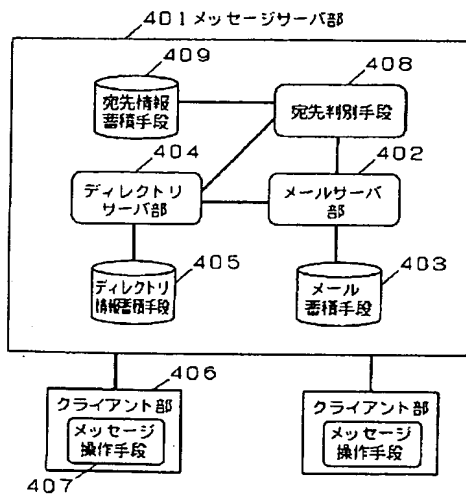 401メッセージサーバ部
409
408
宛先情報
蓄積手段
宛先判別手段
404
402
ディレクトリ
サーバ部
メールサーバ
部
405
403
ディレクトリ
情報蓄積手段
メール
蓄積手段
406
クライアント部
クライアント部
メッセージ
操作手段
メッセージ
操作手段
407